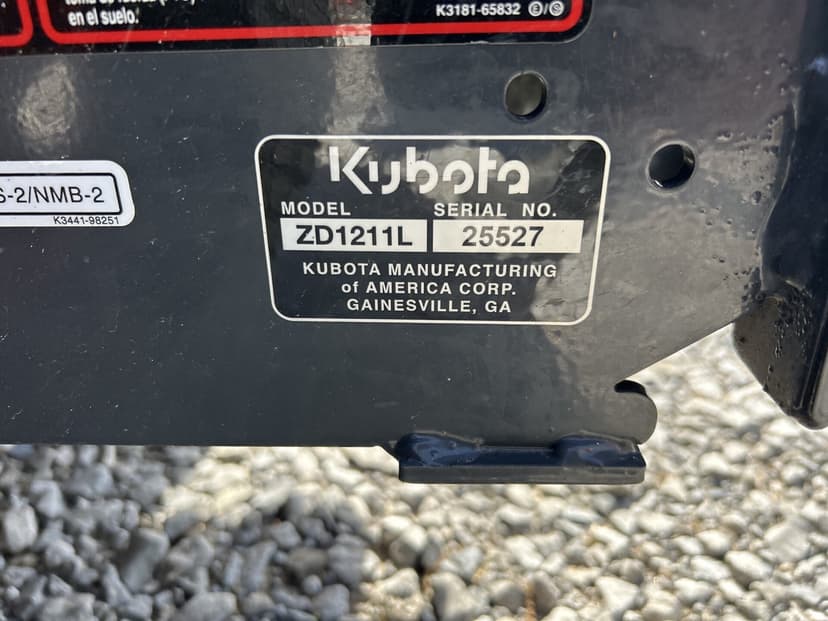 en el suelo.
K3181-65832 Ⓔ/Ⓢ
-2/NMB-2
K3441-98251
Kubota
MODEL SERIAL NO.
ZD1211L 25527
KUBOTA MANUFACTURING
of AMERICA CORP.
GAINESVILLE, GA